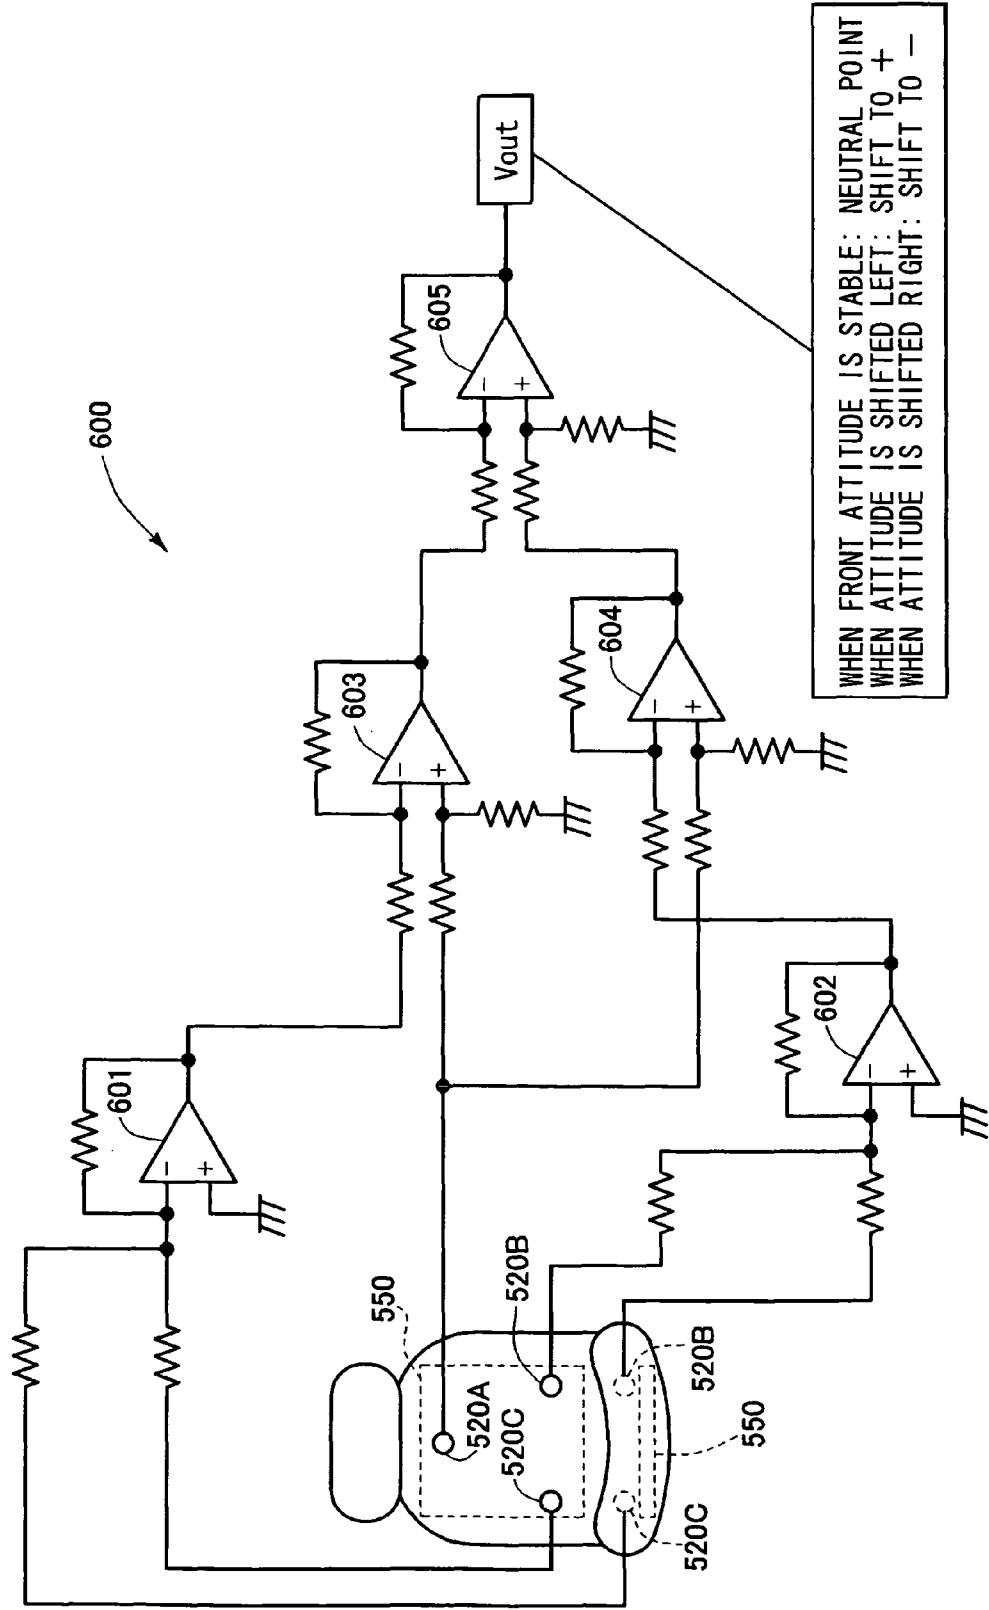 600
Vout
605
603
604
601
602
550
520A
520B
520C
520B
520C
550
-
+
-
+
-
+
-
+
-
+
WHEN FRONT ATTITUDE IS STABLE: NEUTRAL POINT
WHEN ATTITUDE IS SHIFTED LEFT: SHIFT TO +
WHEN ATTITUDE IS SHIFTED RIGHT: SHIFT TO -